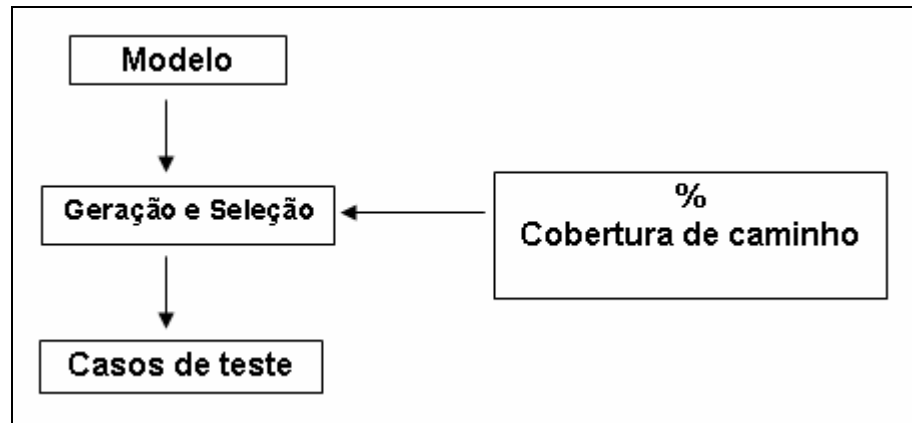 Modelo
Geração e Seleção
%
Cobertura de caminho
Casos de teste